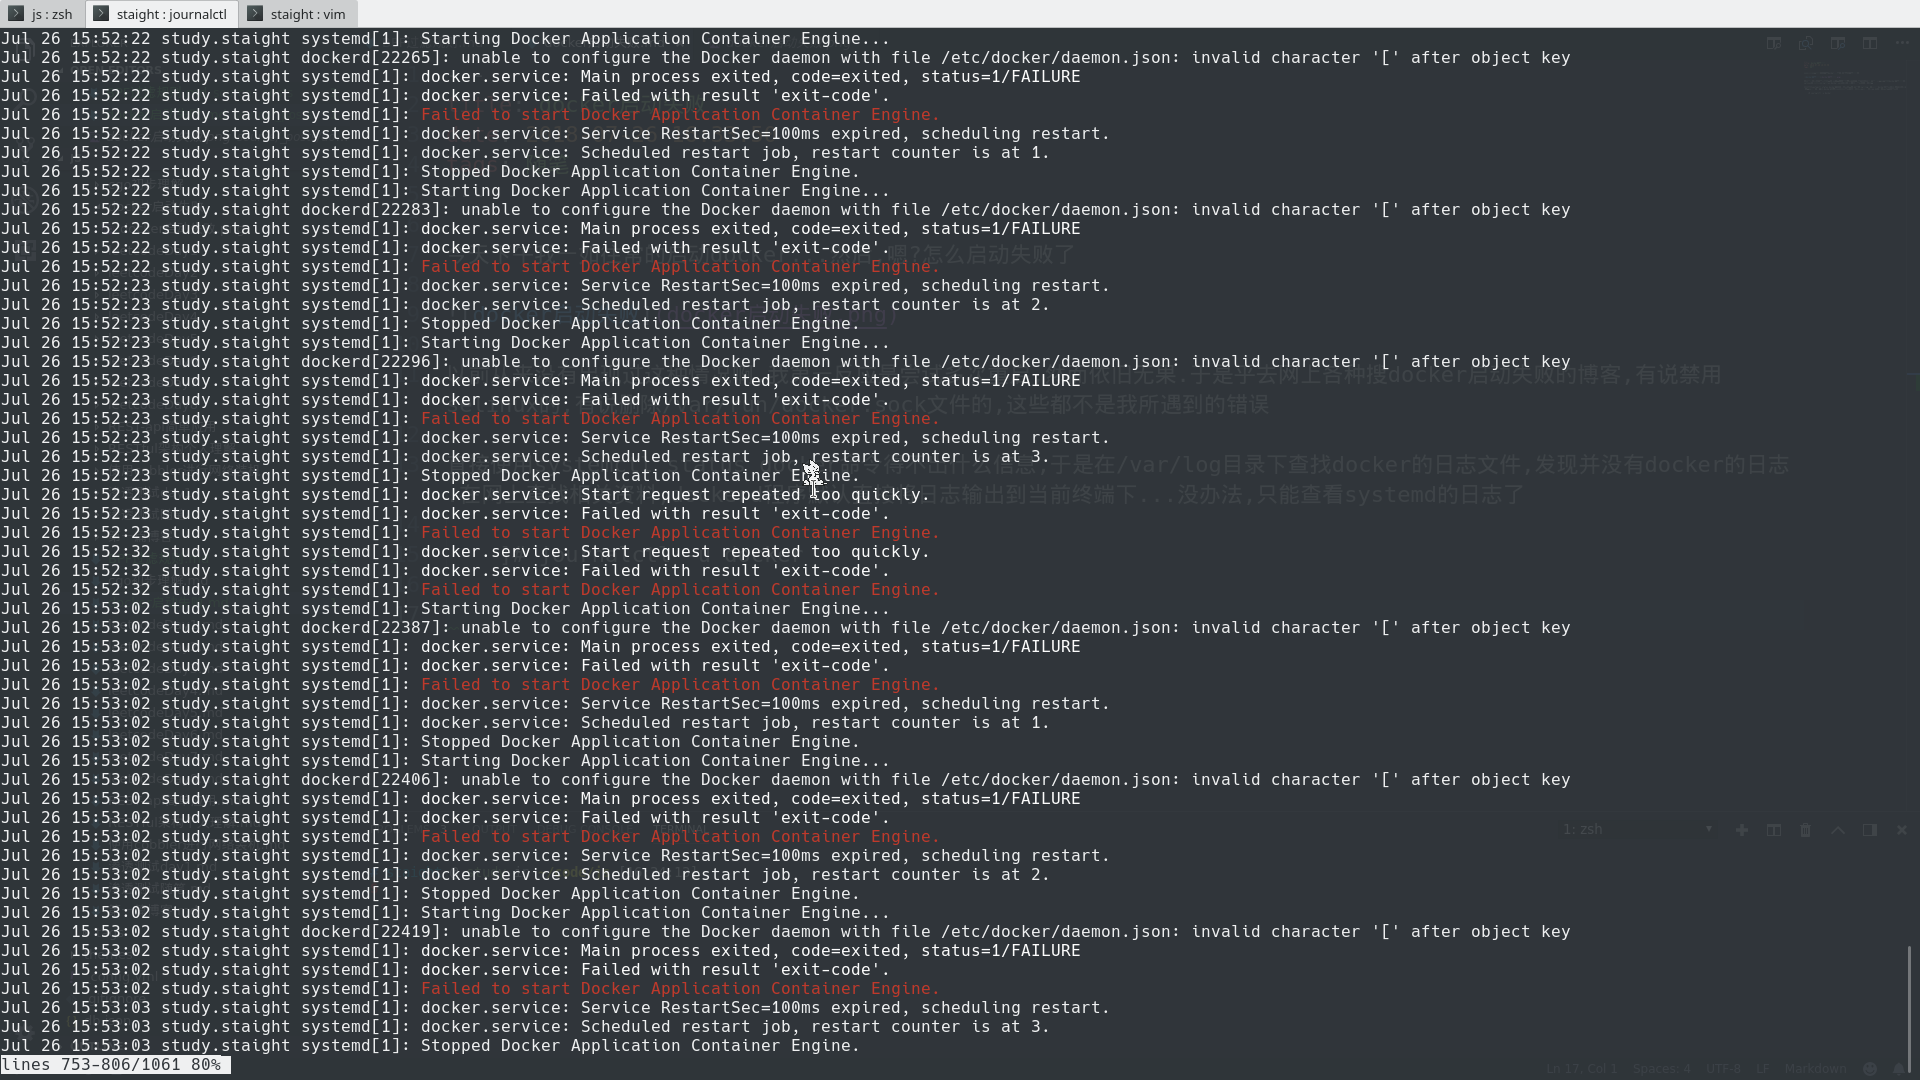 js : zsh
staight : journalctl
staight : vim
Jul 26 15:52:22 study.staight systemd[1]: Starting Docker Application Container Engine...
Jul 26 15:52:22 study.staight dockerd[22265]: unable to configure the Docker daemon with file /etc/docker/daemon.json: invalid character '[' after object key
Jul 26 15:52:22 study.staight systemd[1]: docker.service: Main process exited, code=exited, status=1/FAILURE
Jul 26 15:52:22 study.staight systemd[1]: docker.service: Failed with result 'exit-code'.
Jul 26 15:52:22 study.staight systemd[1]: Failed to start Docker Application Container Engine.
Jul 26 15:52:22 study.staight systemd[1]: docker.service: Service RestartSec=100ms expired, scheduling restart.
Jul 26 15:52:22 study.staight systemd[1]: docker.service: Scheduled restart job, restart counter is at 1.
Jul 26 15:52:22 study.staight systemd[1]: Stopped Docker Application Container Engine.
Jul 26 15:52:22 study.staight systemd[1]: Starting Docker Application Container Engine...
Jul 26 15:52:22 study.staight dockerd[22283]: unable to configure the Docker daemon with file /etc/docker/daemon.json: invalid character '[' after object key
Jul 26 15:52:22 study.staight systemd[1]: docker.service: Main process exited, code=exited, status=1/FAILURE
Jul 26 15:52:22 study.staight systemd[1]: docker.service: Failed with result 'exit-code'.
Jul 26 15:52:22 study.staight systemd[1]: Failed to start Docker Application Container Engine.
Jul 26 15:52:23 study.staight systemd[1]: docker.service: Service RestartSec=100ms expired, scheduling restart.
Jul 26 15:52:23 study.staight systemd[1]: docker.service: Scheduled restart job, restart counter is at 2.
Jul 26 15:52:23 study.staight systemd[1]: Stopped Docker Application Container Engine.
Jul 26 15:52:23 study.staight systemd[1]: Starting Docker Application Container Engine...
Jul 26 15:52:23 study.staight dockerd[22296]: unable to configure the Docker daemon with file /etc/docker/daemon.json: invalid character '[' after object key
Jul 26 15:52:23 study.staight systemd[1]: docker.service: Main process exited, code=exited, status=1/FAILURE
Jul 26 15:52:23 study.staight systemd[1]: docker.service: Failed with result 'exit-code'.
Jul 26 15:52:23 study.staight systemd[1]: Failed to start Docker Application Container Engine.
Jul 26 15:52:23 study.staight systemd[1]: docker.service: Service RestartSec=100ms expired, scheduling restart.
Jul 26 15:52:23 study.staight systemd[1]: docker.service: Scheduled restart job, restart counter is at 3.
Jul 26 15:52:23 study.staight systemd[1]: Stopped Docker Application Container Engine.
Jul 26 15:52:23 study.staight systemd[1]: docker.service: Start request repeated too quickly.
Jul 26 15:52:23 study.staight systemd[1]: docker.service: Failed with result 'exit-code'.
Jul 26 15:52:23 study.staight systemd[1]: Failed to start Docker Application Container Engine.
Jul 26 15:52:32 study.staight systemd[1]: docker.service: Start request repeated too quickly.
Jul 26 15:52:32 study.staight systemd[1]: docker.service: Failed with result 'exit-code'.
Jul 26 15:52:32 study.staight systemd[1]: Failed to start Docker Application Container Engine.
Jul 26 15:53:02 study.staight systemd[1]: Starting Docker Application Container Engine...
Jul 26 15:53:02 study.staight dockerd[22387]: unable to configure the Docker daemon with file /etc/docker/daemon.json: invalid character '[' after object key
Jul 26 15:53:02 study.staight systemd[1]: docker.service: Main process exited, code=exited, status=1/FAILURE
Jul 26 15:53:02 study.staight systemd[1]: docker.service: Failed with result 'exit-code'.
Jul 26 15:53:02 study.staight systemd[1]: Failed to start Docker Application Container Engine.
Jul 26 15:53:02 study.staight systemd[1]: docker.service: Service RestartSec=100ms expired, scheduling restart.
Jul 26 15:53:02 study.staight systemd[1]: docker.service: Scheduled restart job, restart counter is at 1.
Jul 26 15:53:02 study.staight systemd[1]: Stopped Docker Application Container Engine.
Jul 26 15:53:02 study.staight systemd[1]: Starting Docker Application Container Engine...
Jul 26 15:53:02 study.staight dockerd[22406]: unable to configure the Docker daemon with file /etc/docker/daemon.json: invalid character '[' after object key
Jul 26 15:53:02 study.staight systemd[1]: docker.service: Main process exited, code=exited, status=1/FAILURE
Jul 26 15:53:02 study.staight systemd[1]: docker.service: Failed with result 'exit-code'.
Jul 26 15:53:02 study.staight systemd[1]: Failed to start Docker Application Container Engine.
Jul 26 15:53:02 study.staight systemd[1]: docker.service: Service RestartSec=100ms expired, scheduling restart.
Jul 26 15:53:02 study.staight systemd[1]: docker.service: Scheduled restart job, restart counter is at 2.
Jul 26 15:53:02 study.staight systemd[1]: Stopped Docker Application Container Engine.
Jul 26 15:53:02 study.staight systemd[1]: Starting Docker Application Container Engine...
Jul 26 15:53:02 study.staight dockerd[22419]: unable to configure the Docker daemon with file /etc/docker/daemon.json: invalid character '[' after object key
Jul 26 15:53:02 study.staight systemd[1]: docker.service: Main process exited, code=exited, status=1/FAILURE
Jul 26 15:53:02 study.staight systemd[1]: docker.service: Failed with result 'exit-code'.
Jul 26 15:53:02 study.staight systemd[1]: Failed to start Docker Application Container Engine.
Jul 26 15:53:03 study.staight systemd[1]: docker.service: Service RestartSec=100ms expired, scheduling restart.
Jul 26 15:53:03 study.staight systemd[1]: docker.service: Scheduled restart job, restart counter is at 3.
Jul 26 15:53:03 study.staight systemd[1]: Stopped Docker Application Container Engine.
lines 753-806/1061 80%
1: zsh
Ln 17, Col 1 Spaces: 4 UTF-8 LF Markdown